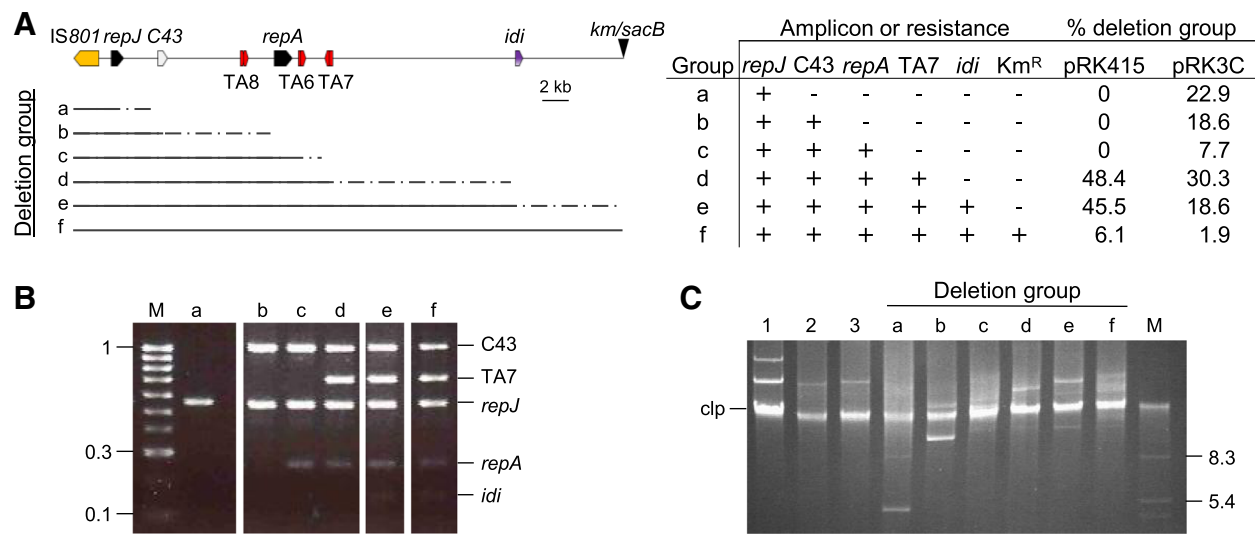 A
IS801 repJ C43 repA idi km/sacB
TA8 TA6 TA7
2 kb
Deletion group
a
b
c
d
e
f
Amplicon or resistance % deletion group
Group repJ C43 repA TA7 idi KmR pRK415 pRK3C
a + - - - - - 0 22.9
b + + - - - - 0 18.6
c + + + - - - 0 7.7
d + + + + - - 48.4 30.3
e + + + + + - 45.5 18.6
f + + + + + + 6.1 1.9
B
M a b c d e f
1
0.3
0.1
C43
TA7
repJ
repA
idi
C
Deletion group
1 2 3 a b c d e f M
clp
8.3
5.4